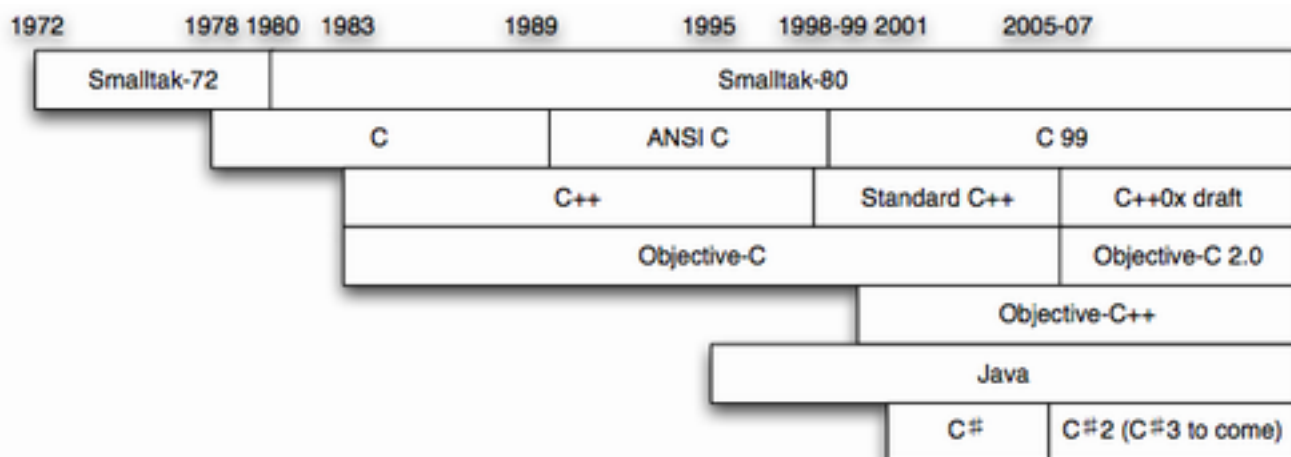 1972 1978 1980 1983 1989 1995 1998-99 2001 2005-07
Smalltak-72 Smalltak-80
C ANSI C C 99
C++ Standard C++ C++0x draft
Objective-C Objective-C 2.0
Objective-C++
Java
C♯ C♯2 (C♯3 to come)